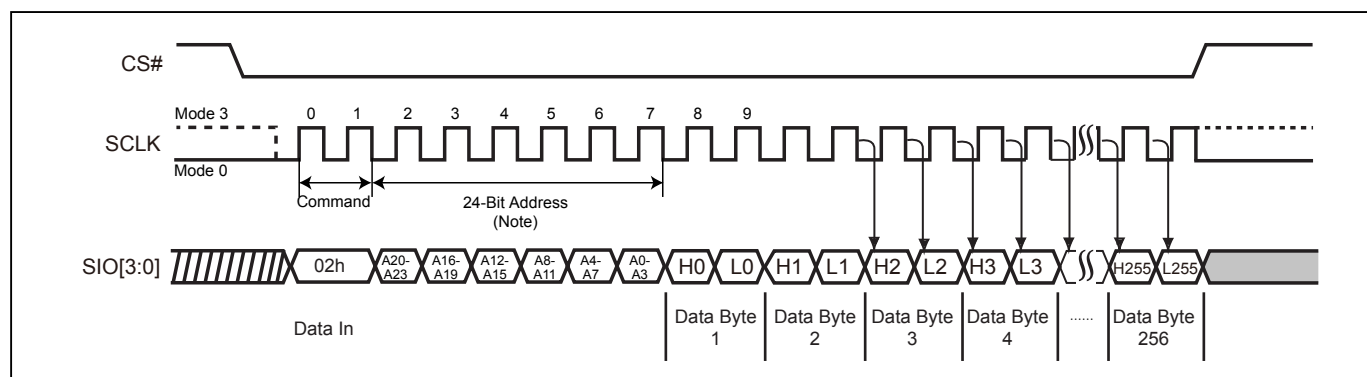 CS#
Mode 3
0 1 2 3 4 5 6 7 8 9
SCLK
Mode 0
Command
24-Bit Address
(Note)
SIO[3:0]
02h
A20-
A23
A16-
A19
A12-
A15
A8-
A11
A4-
A7
A0-
A3
H0 L0 H1 L1 H2 L2 H3 L3 H255 L255
Data In
Data Byte
1
Data Byte
2
Data Byte
3
Data Byte
4
......
Data Byte
256